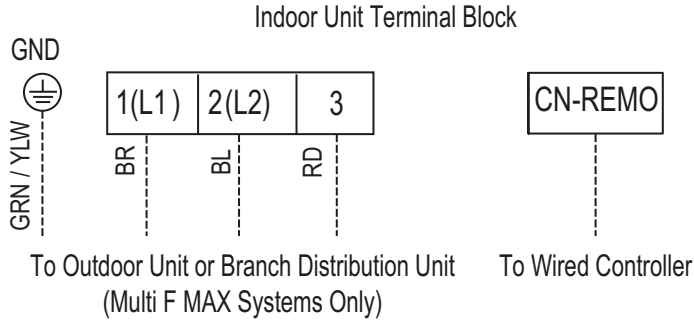 Indoor Unit Terminal Block
GND
1(L1)
2(L2)
3
CN-REMO
GRN / YLW
BR
BL
RD
To Outdoor Unit or Branch Distribution Unit
(Multi F MAX Systems Only)
To Wired Controller